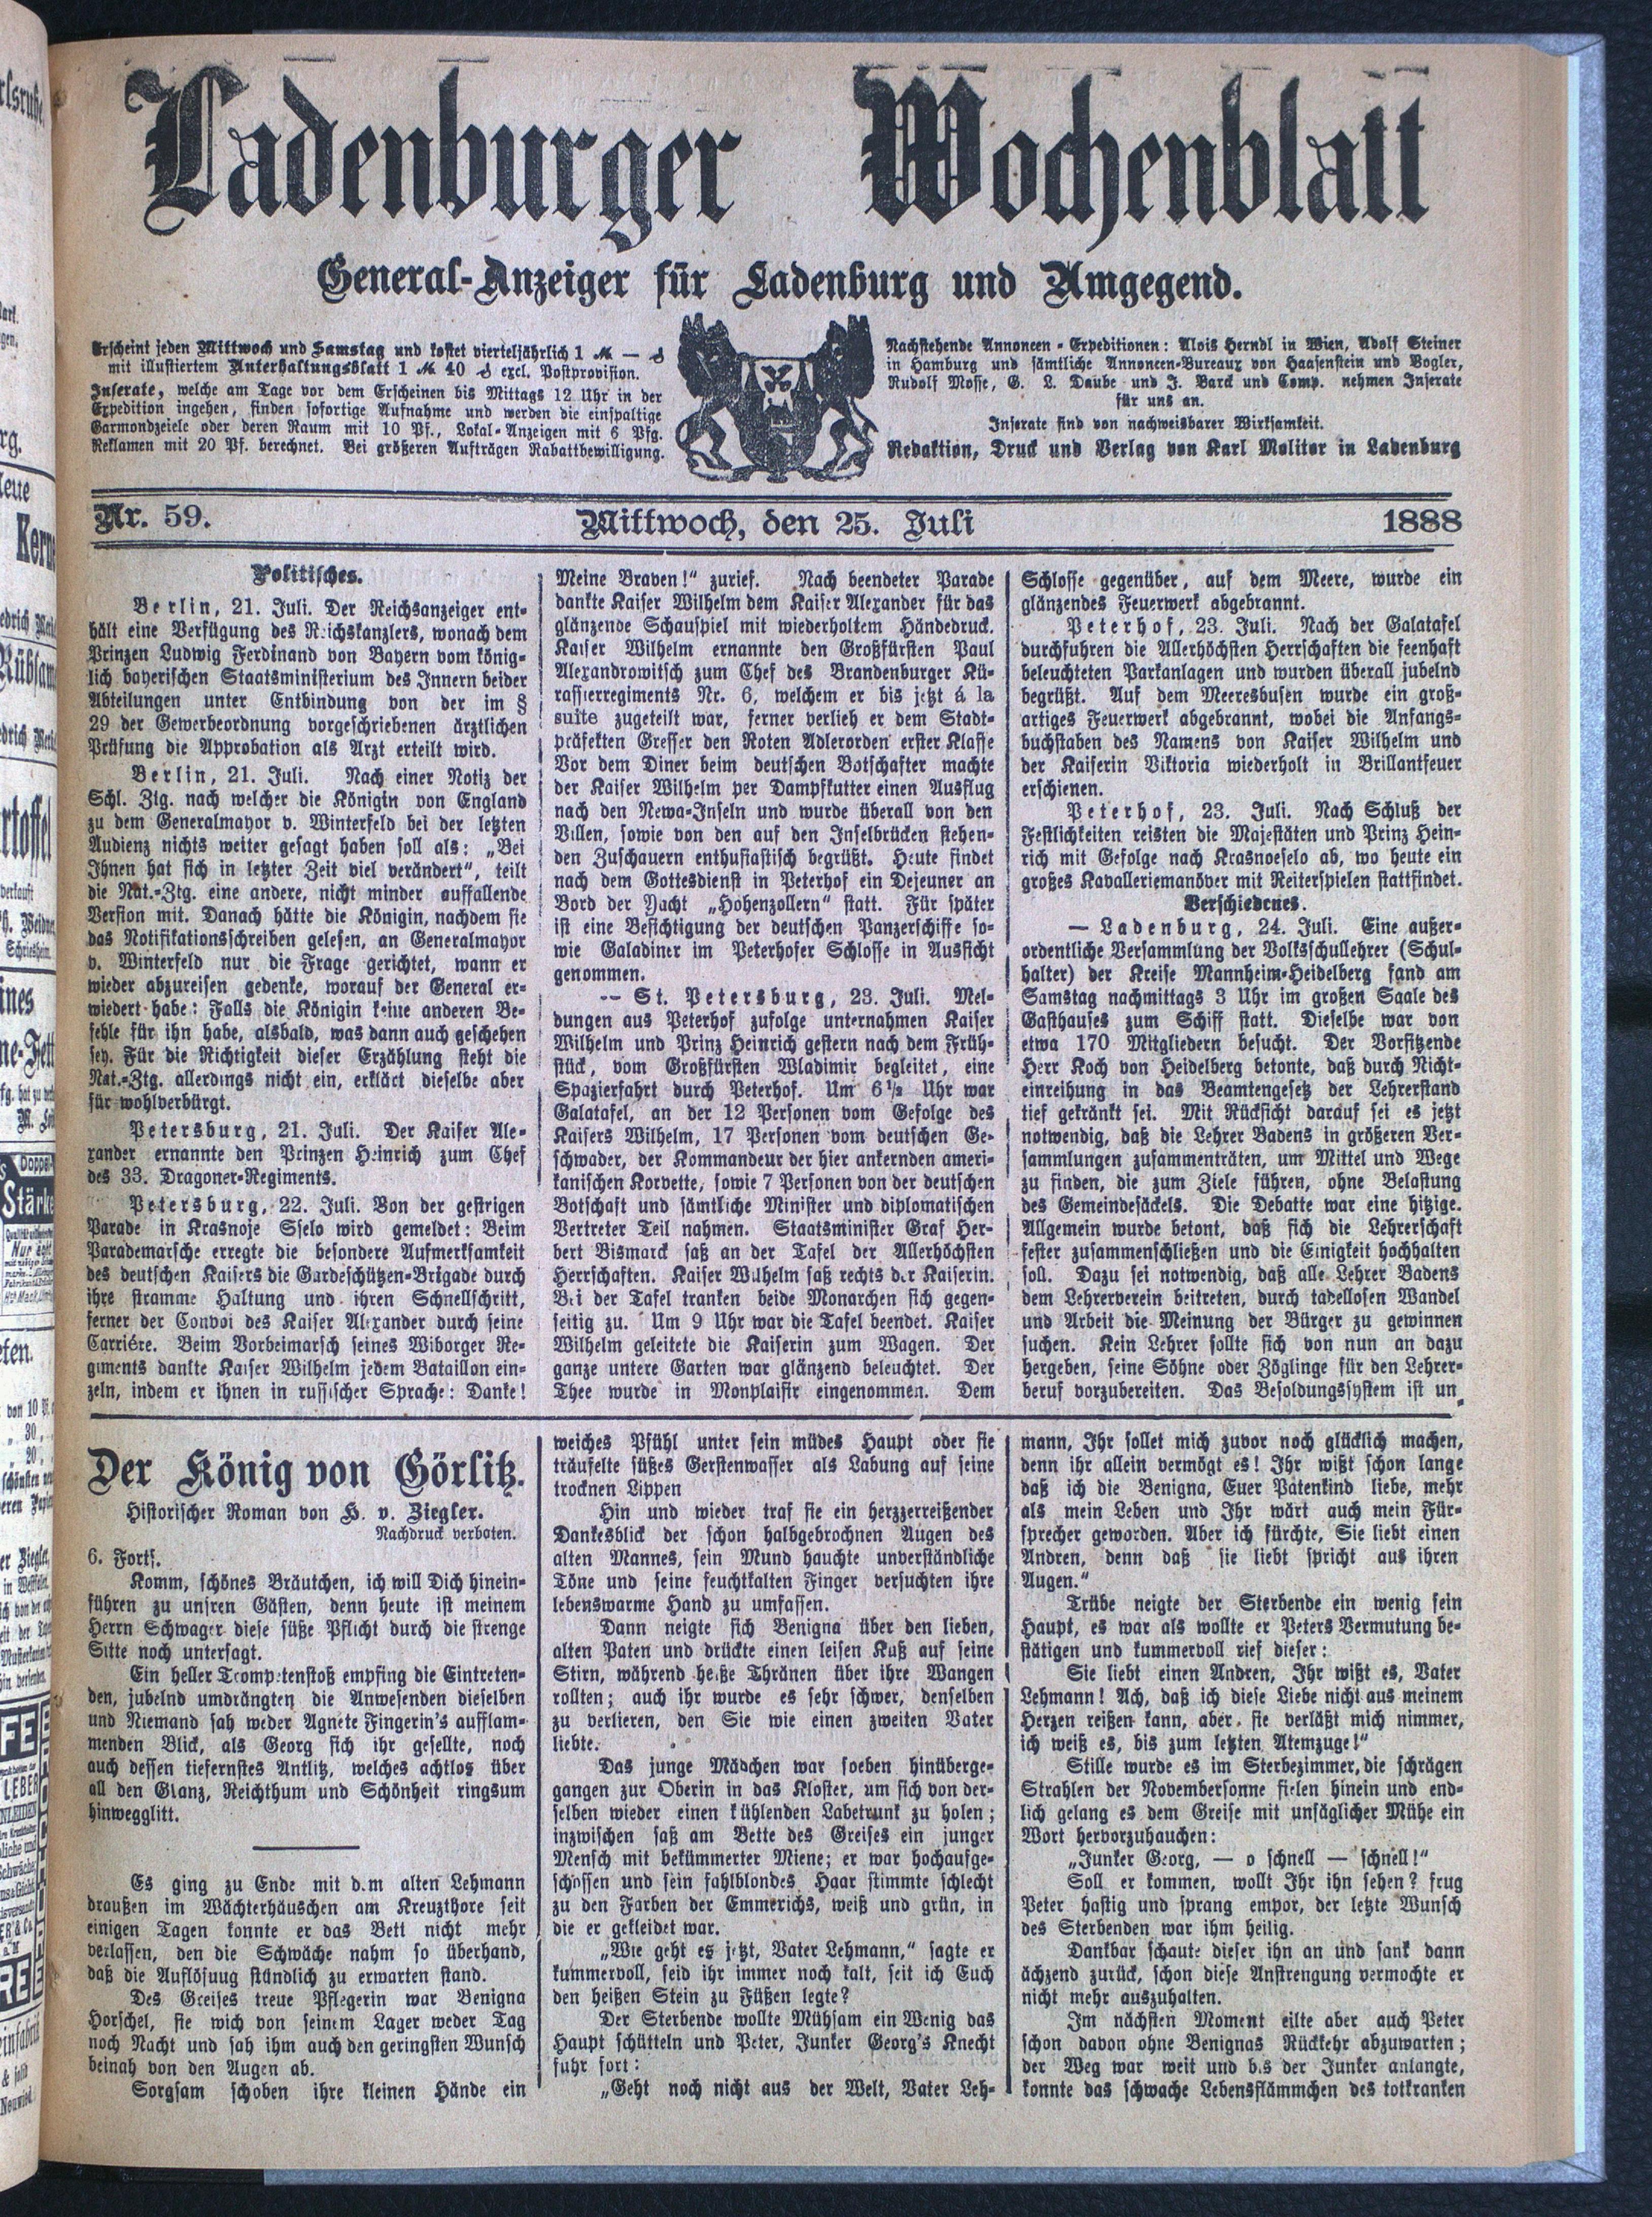 Ladenburger Wochenblatt
General-Anzeiger für Ladenburg und Umgegend.
Erscheint jeden Mittwoch und Samstag und kostet vierteljährlich 1 ℳ — ₰
mit illustriertem Unterhaltungsblatt 1 ℳ 40 ₰ excl. Postprovision.
Inserate, welche am Tage vor dem Erscheinen bis Mittags 12 Uhr in der
Expedition ingehen, finden sofortige Aufnahme und werden die einspaltige
Garmondzeile oder deren Raum mit 10 Pf., Lokal-Anzeigen mit 6 Pfg.
Reklamen mit 20 Pf. berechnet. Bei größeren Aufträgen Rabattbewilligung.
Nachstehende Annoncen-Expeditionen: Alois Herndl in Wien, Adolf Steiner
in Hamburg und sämtliche Annoncen-Bureaux von Haasenstein und Vogler,
Rudolf Mosse, G. L. Daube und J. Barck und Comp. nehmen Inserate
für uns an.
Inserate sind von nachweisbarer Wirksamkeit.
Redaktion, Druck und Verlag von Karl Molitor in Ladenburg
Nr. 59. Mittwoch, den 25. Juli 1888
Politisches.
Berlin, 21. Juli. Der Reichsanzeiger ent-
hält eine Verfügung des Reichskanzlers, wonach dem
Prinzen Ludwig Ferdinand von Bayern vom könig-
lich bayerischen Staatsministerium des Innern beider
Abteilungen unter Entbindung von der im §
29 der Gewerbeordnung vorgeschriebenen ärztlichen
Prüfung die Approbation als Arzt erteilt wird.
Berlin, 21. Juli. Nach einer Notiz der
Schl. Ztg. nach welcher die Königin von England
zu dem Generalmayor v. Winterfeld bei der letzten
Audienz nichts weiter gesagt haben soll als: „Bei
Ihnen hat sich in letzter Zeit viel verändert“, teilt
die Nat.-Ztg. eine andere, nicht minder auffallende
Version mit. Danach hätte die Königin, nachdem sie
das Notifikationsschreiben gelesen, an Generalmayor
v. Winterfeld nur die Frage gerichtet, wann er
wieder abzureisen gedenke, worauf der General er-
wiedert habe: Falls die Königin keine anderen Be-
fehle für ihn habe, alsbald, was dann auch geschehen
sey. Für die Richtigkeit dieser Erzählung steht die
Nat.-Ztg. allerdings nicht ein, erklärt dieselbe aber
für wohlverbürgt.
Petersburg, 21. Juli. Der Kaiser Ale-
xander ernannte den Prinzen Heinrich zum Chef
des 33. Dragoner-Regiments.
Petersburg, 22. Juli. Von der gestrigen
Parade in Krasnoje Sselo wird gemeldet: Beim
Parademarsche erregte die besondere Aufmerksamkeit
des deutschen Kaisers die Gardeschützen-Brigade durch
ihre stramme Haltung und ihren Schnellschritt,
ferner der Convoi des Kaiser Alexander durch seine
Carriére. Beim Vorbeimarsch seines Wiborger Re-
giments dankte Kaiser Wilhelm jedem Bataillon ein-
zeln, indem er ihnen in russischer Sprache: Danke!
Meine Braven!“ zurief. Nach beendeter Parade
dankte Kaiser Wilhelm dem Kaiser Alexander für das
glänzende Schauspiel mit wiederholtem Händedruck.
Kaiser Wilhelm ernannte den Großfürsten Paul
Alexandrowitsch zum Chef des Brandenburger Kü-
rassierregiments Nr. 6, welchem er bis jetzt á la
suite zugeteilt war, ferner verlieh er dem Stadt-
präfekten Gresser den Roten Adlerorden erster Klasse
Vor dem Diner beim deutschen Botschafter machte
der Kaiser Wilhelm per Dampfkutter einen Ausflug
nach den Newa-Inseln und wurde überall von den
Villen, sowie von den auf den Inselbrücken stehen-
den Zuschauern enthusiastisch begrüßt. Heute findet
nach dem Gottesdienst in Peterhof ein Dejeuner an
Bord der Yacht „Hohenzollern“ statt. Für später
ist eine Besichtigung der deutschen Panzerschiffe so-
wie Galadiner im Peterhofer Schlosse in Aussicht
genommen.
-- St. Petersburg, 23. Juli. Mel-
dungen aus Peterhof zufolge unternahmen Kaiser
Wilhelm und Prinz Heinrich gestern nach dem Früh-
stück, vom Großfürsten Wladimir begleitet, eine
Spazierfahrt durch Peterhof. Um 6½ Uhr war
Galatafel, an der 12 Personen vom Gefolge des
Kaisers Wilhelm, 17 Personen vom deutschen Ge-
schwader, der Kommandeur der hier ankernden ameri-
kanischen Korvette, sowie 7 Personen von der deutschen
Botschaft und sämtliche Minister und diplomatischen
Vertreter Teil nahmen. Staatsminister Graf Her-
bert Bismarck saß an der Tafel der Allerhöchsten
Herrschaften. Kaiser Wilhelm saß rechts der Kaiserin.
Bei der Tafel tranken beide Monarchen sich gegen-
seitig zu. Um 9 Uhr war die Tafel beendet. Kaiser
Wilhelm geleitete die Kaiserin zum Wagen. Der
ganze untere Garten war glänzend beleuchtet. Der
Thee wurde in Monplaisir eingenommen. Dem
Schlosse gegenüber, auf dem Meere, wurde ein
glänzendes Feuerwerk abgebrannt.
Peterhof, 23. Juli. Nach der Galatafel
durchfuhren die Allerhöchsten Herrschaften die feenhaft
beleuchteten Parkanlagen und wurden überall jubelnd
begrüßt. Auf dem Meeresbusen wurde ein groß-
artiges Feuerwerk abgebrannt, wobei die Anfangs-
buchstaben des Namens von Kaiser Wilhelm und
der Kaiserin Viktoria wiederholt in Brillantfeuer
erschienen.
Peterhof, 23. Juli. Nach Schluß der
Festlichkeiten reisten die Majestäten und Prinz Hein-
rich mit Gefolge nach Krasnoeselo ab, wo heute ein
großes Kavalleriemanöver mit Reiterspielen stattfindet.
Verschiedenes.
— Ladenburg, 24. Juli. Eine außer-
ordentliche Versammlung der Volksschullehrer (Schul-
halter) der Kreise Mannheim-Heidelberg fand am
Samstag nachmittags 3 Uhr im großen Saale des
Gasthauses zum Schiff statt. Dieselbe war von
etwa 170 Mitgliedern besucht. Der Vorsitzende
Herr Koch von Heidelberg betonte, daß durch Nicht-
einreihung in das Beamtengesetz der Lehrerstand
tief gekränkt sei. Mit Rücksicht darauf sei es jetzt
notwendig, daß die Lehrer Badens in größeren Ver-
sammlungen zusammenträten, um Mittel und Wege
zu finden, die zum Ziele führen, ohne Belastung
des Gemeindesäckels. Die Debatte war eine hitzige.
Allgemein wurde betont, daß sich die Lehrerschaft
fester zusammenschließen und die Einigkeit hochhalten
soll. Dazu sei notwendig, daß alle Lehrer Badens
dem Lehrerverein beitreten, durch tadellosen Wandel
und Arbeit die Meinung der Bürger zu gewinnen
suchen. Kein Lehrer sollte sich von nun an dazu
hergeben, seine Söhne oder Zöglinge für den Lehrer-
beruf vorzubereiten. Das Besoldungssystem ist un
Der König von Görlitz.
Historischer Roman von H. v. Ziegler.
Nachdruck verboten.
6. Forts.
Komm, schönes Bräutchen, ich will Dich hinein-
führen zu unsren Gästen, denn heute ist meinem
Herrn Schwager diese süße Pflicht durch die strenge
Sitte noch untersagt.
Ein heller Trompetenstoß empfing die Eintreten-
den, jubelnd umdrängten die Anwesenden dieselben
und Niemand sah weder Agnete Fingerin's aufflam-
menden Blick, als Georg sich ihr gesellte, noch
auch dessen tiefernstes Antlitz, welches achtlos über
all den Glanz, Reichthum und Schönheit ringsum
hinwegglitt.
Es ging zu Ende mit dem alten Lehmann
draußen im Wächterhäuschen am Kreuzthore seit
einigen Tagen konnte er das Bett nicht mehr
verlassen, den die Schwäche nahm so überhand,
daß die Auflösuug stündlich zu erwarten stand.
Des Greises treue Pflegerin war Benigna
Horschel, sie wich von seinem Lager weder Tag
noch Nacht und sah ihm auch den geringsten Wunsch
beinah von den Augen ab.
Sorgsam schoben ihre kleinen Hände ein
weiches Pfühl unter sein müdes Haupt oder sie
träufelte süßes Gerstenwasser als Labung auf seine
trocknen Lippen
Hin und wieder traf sie ein herzzerreißender
Dankesblick der schon halbgebrochnen Augen des
alten Mannes, sein Mund hauchte unverständliche
Töne und seine feuchtkalten Finger versuchten ihre
lebenswarme Hand zu umfassen.
Dann neigte sich Benigna über den lieben,
alten Paten und drückte einen leisen Kuß auf seine
Stirn, während heiße Thränen über ihre Wangen
rollten; auch ihr wurde es sehr schwer, denselben
zu verlieren, den Sie wie einen zweiten Vater
liebte.
Das junge Mädchen war soeben hinüberge-
gangen zur Oberin in das Kloster, um sich von der-
selben wieder einen kühlenden Labetrunk zu holen;
inzwischen saß am Bette des Greises ein junger
Mensch mit bekümmerter Miene; er war hochaufge-
schossen und sein fahlblondes Haar stimmte schlecht
zu den Farben der Emmerichs, weiß und grün, in
die er gekleidet war.
„Wie geht es jetzt, Vater Lehmann,“ sagte er
kummervoll, seid ihr immer noch kalt, seit ich Euch
den heißen Stein zu Füßen legte?
Der Sterbende wollte Mühsam ein Wenig das
Haupt schütteln und Peter, Junker Georg's Knecht
fuhr fort:
„Geht noch nicht aus der Welt, Vater Leh-
mann, Ihr sollet mich zuvor noch glücklich machen,
denn ihr allein vermögt es! Ihr wißt schon lange
daß ich die Benigna, Euer Patenkind liebe, mehr
als mein Leben und Ihr wärt auch mein Für-
sprecher geworden. Aber ich fürchte, Sie liebt einen
Andren, denn daß sie liebt spricht aus ihren
Augen.“
Trübe neigte der Sterbende ein wenig sein
Haupt, es war als wollte er Peters Vermutung be-
stätigen und kummervoll rief dieser:
Sie liebt einen Andren, Ihr wißt es, Vater
Lehmann! Ach, daß ich diese Liebe nicht aus meinem
Herzen reißen kann, aber sie verläßt mich nimmer,
ich weiß es, bis zum letzten Atemzuge!“
Stille wurde es im Sterbezimmer, die schrägen
Strahlen der Novembersonne fielen hinein und end-
lich gelang es dem Greise mit unsäglicher Mühe ein
Wort hervorzuhauchen:
„Junker Georg, — o schnell — schnell!“
Soll er kommen, wollt Ihr ihn sehen? frug
Peter hastig und sprang empor, der letzte Wunsch
des Sterbenden war ihm heilig.
Dankbar schaute dieser ihn an und sank dann
ächzend zurück, schon diese Anstrengung vermochte er
nicht mehr auszuhalten.
Im nächsten Moment eilte aber auch Peter
schon davon ohne Benignas Rückkehr abzuwarten;
der Weg war weit und bis der Junker anlangte,
konnte das schwache Lebensflämmchen des totkranken